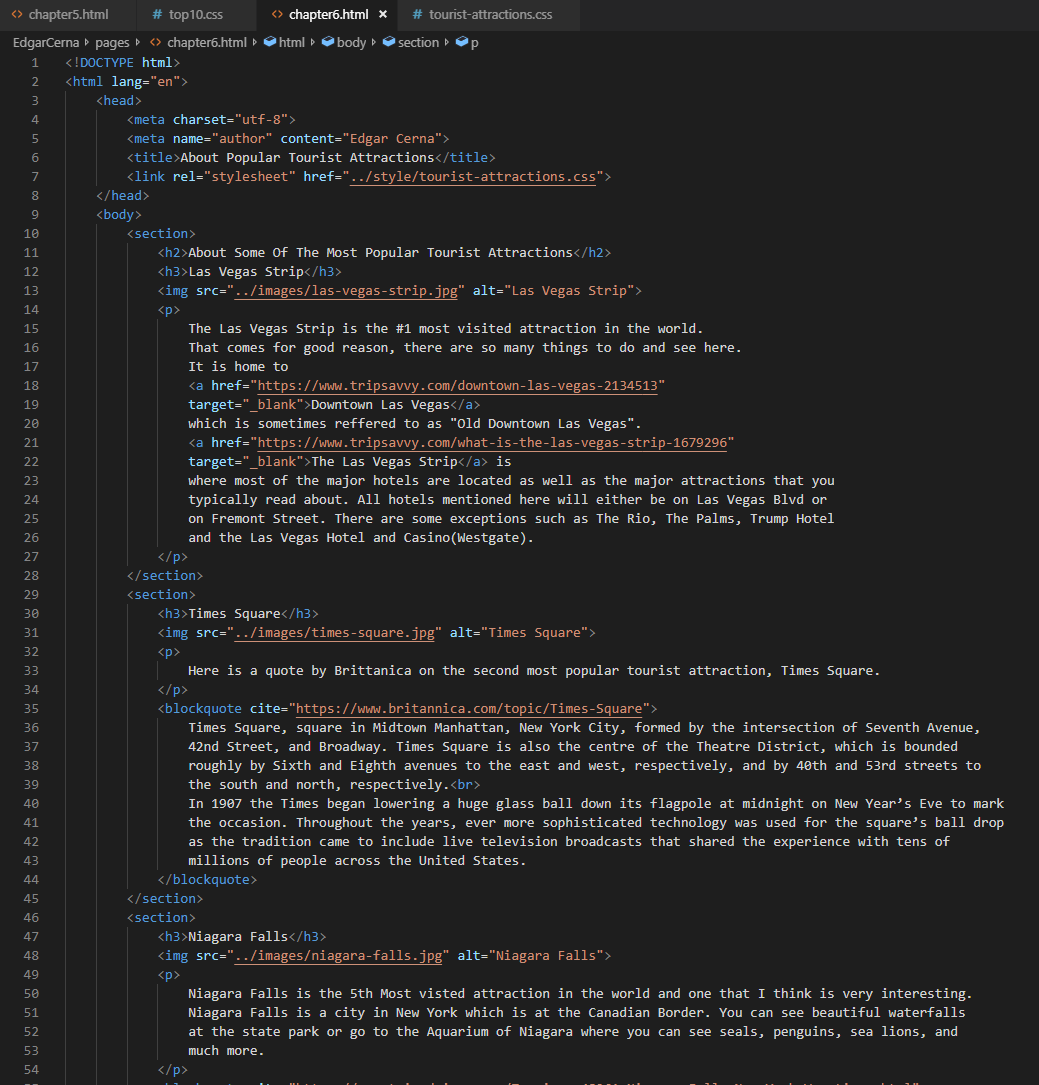 chapter5.html # top10.css chapter6.html × # tourist-attractions.css
EdgarCerna pages chapter6.html html body section p
1 <!DOCTYPE html>
2 <html lang="en">
3 <head>
4 <meta charset="utf-8">
5 <meta name="author" content="Edgar Cerna">
6 <title>About Popular Tourist Attractions</title>
7 <link rel="stylesheet" href="../style/tourist-attractions.css">
8 </head>
9 <body>
10 <section>
11 <h2>About Some Of The Most Popular Tourist Attractions</h2>
12 <h3>Las Vegas Strip</h3>
13 <img src="../images/las-vegas-strip.jpg" alt="Las Vegas Strip">
14 <p>
15 The Las Vegas Strip is the #1 most visited attraction in the world.
16 That comes for good reason, there are so many things to do and see here.
17 It is home to
18 <a href="https://www.tripsavvy.com/downtown-las-vegas-2134513"
19 target="_blank">Downtown Las Vegas</a>
20 which is sometimes reffered to as "Old Downtown Las Vegas".
21 <a href="https://www.tripsavvy.com/what-is-the-las-vegas-strip-1679296"
22 target="_blank">The Las Vegas Strip</a> is
23 where most of the major hotels are located as well as the major attractions that you
24 typically read about. All hotels mentioned here will either be on Las Vegas Blvd or
25 on Fremont Street. There are some exceptions such as The Rio, The Palms, Trump Hotel
26 and the Las Vegas Hotel and Casino(Westgate).
27 </p>
28 </section>
29 <section>
30 <h3>Times Square</h3>
31 <img src="../images/times-square.jpg" alt="Times Square">
32 <p>
33 Here is a quote by Brittanica on the second most popular tourist attraction, Times Square.
34 </p>
35 <blockquote cite="https://www.britannica.com/topic/Times-Square">
36 Times Square, square in Midtown Manhattan, New York City, formed by the intersection of Seventh Avenue,
37 42nd Street, and Broadway. Times Square is also the centre of the Theatre District, which is bounded
38 roughly by Sixth and Eighth avenues to the east and west, respectively, and by 40th and 53rd streets to
39 the south and north, respectively.<br>
40 In 1907 the Times began lowering a huge glass ball down its flagpole at midnight on New Year’s Eve to mark
41 the occasion. Throughout the years, ever more sophisticated technology was used for the square’s ball drop
42 as the tradition came to include live television broadcasts that shared the experience with tens of
43 millions of people across the United States.
44 </blockquote>
45 </section>
46 <section>
47 <h3>Niagara Falls</h3>
48 <img src="../images/niagara-falls.jpg" alt="Niagara Falls">
49 <p>
50 Niagara Falls is the 5th Most visted attraction in the world and one that I think is very interesting.
51 Niagara Falls is a city in New York which is at the Canadian Border. You can see beautiful waterfalls
52 at the state park or go to the Aquarium of Niagara where you can see seals, penguins, sea lions, and
53 much more.
54 </p>